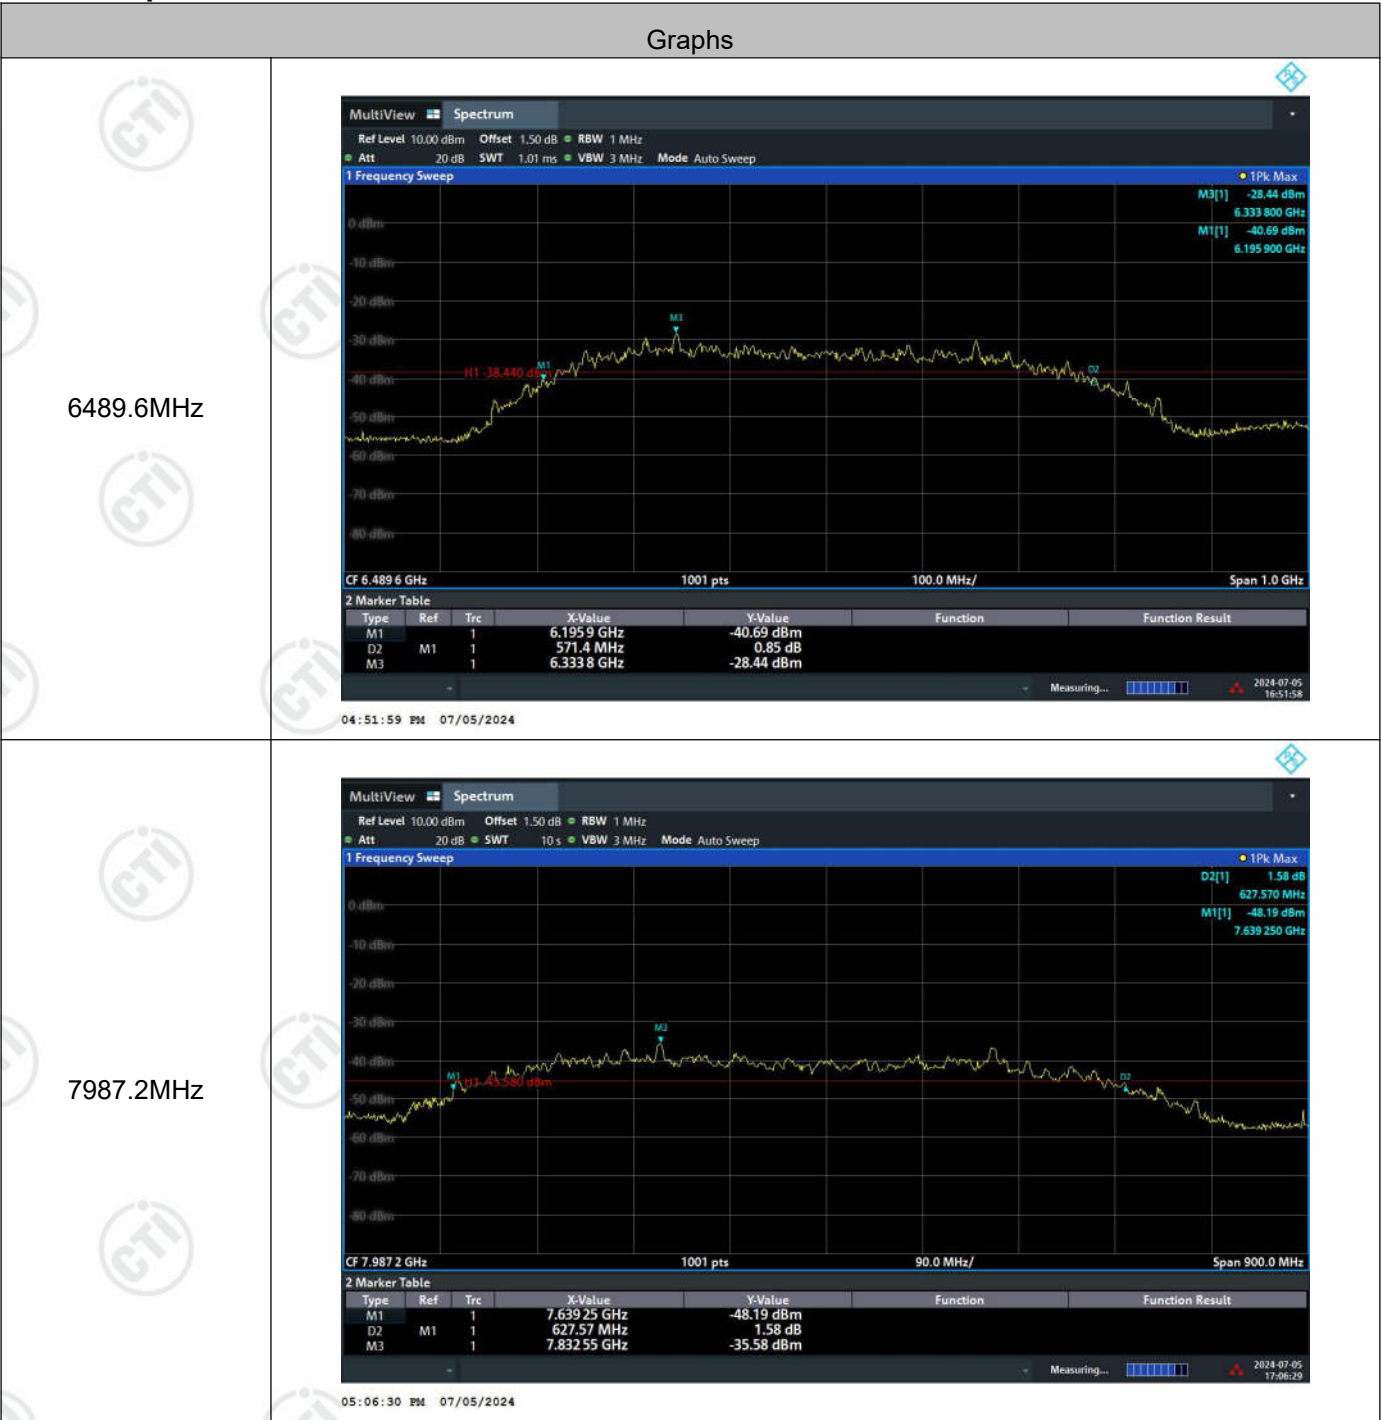 Graphs
6489.6MHz
MultiView Spectrum
Ref Level 10.00 dBm Offset 1.50 dB RBW 1 MHz
Att 20 dB SWT 1.01 ms VBW 3 MHz Mode Auto Sweep
1 Frequency Sweep 1Pk Max
M3[1] -28.44 dBm
6.333 800 GHz
M1[1] -40.69 dBm
6.195 900 GHz
0 dBm
-10 dBm
-20 dBm
M3
-30 dBm
M1
H1 -38.440 dBm
D2
-40 dBm
-50 dBm
-60 dBm
-70 dBm
-80 dBm
CF 6.489 6 GHz 1001 pts 100.0 MHz/ Span 1.0 GHz
2 Marker Table
Type Ref Trc X-Value Y-Value Function Function Result
M1 1 6.195 9 GHz -40.69 dBm
D2 M1 1 571.4 MHz 0.85 dB
M3 1 6.333 8 GHz -28.44 dBm
Measuring... 2024-07-05
16:51:58
04:51:59 PM 07/05/2024
7987.2MHz
MultiView Spectrum
Ref Level 10.00 dBm Offset 1.50 dB RBW 1 MHz
Att 20 dB SWT 10 s VBW 3 MHz Mode Auto Sweep
1 Frequency Sweep 1Pk Max
D2[1] 1.58 dB
627.570 MHz
M1[1] -48.19 dBm
7.639 250 GHz
0 dBm
-10 dBm
-20 dBm
-30 dBm
M3
-40 dBm
M1
H1 -45.580 dBm
D2
-50 dBm
-60 dBm
-70 dBm
-80 dBm
CF 7.987 2 GHz 1001 pts 90.0 MHz/ Span 900.0 MHz
2 Marker Table
Type Ref Trc X-Value Y-Value Function Function Result
M1 1 7.639 25 GHz -48.19 dBm
D2 M1 1 627.57 MHz 1.58 dB
M3 1 7.832 55 GHz -35.58 dBm
Measuring... 2024-07-05
17:06:29
05:06:30 PM 07/05/2024
CTI
CTI
CTI
CTI
CTI
CTI
CTI